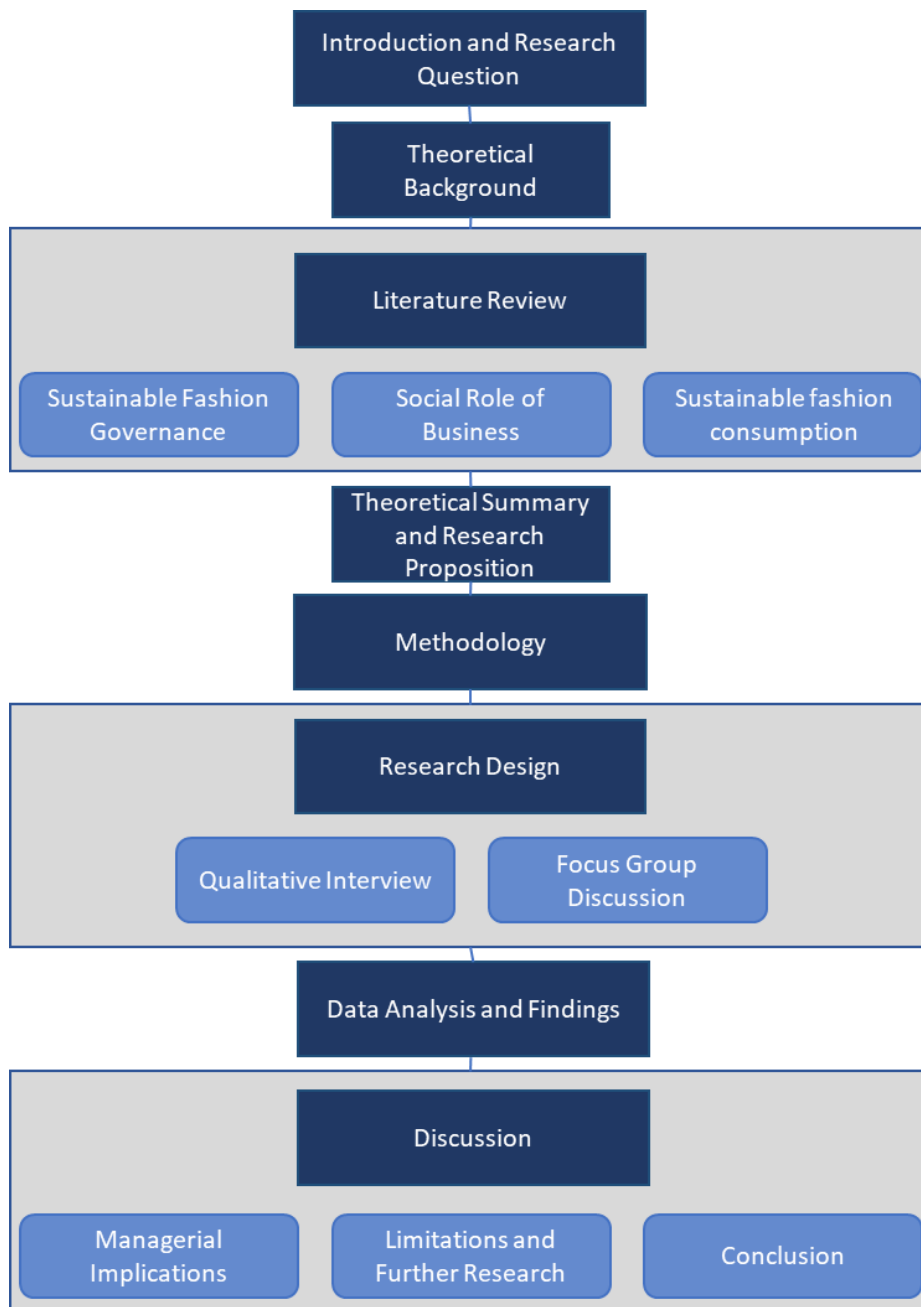 Introduction and Research
Question
Theoretical
Background
Literature Review
Sustainable Fashion
Governance
Social Role of
Business
Sustainable fashion
consumption
Theoretical Summary
and Research
Proposition
Methodology
Research Design
Qualitative Interview
Focus Group
Discussion
Data Analysis and Findings
Discussion
Managerial
Implications
Limitations and
Further Research
Conclusion